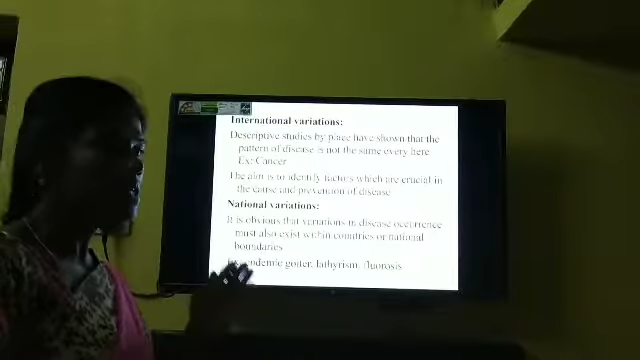 International variations:
Descriptive studies by place have shown that the
pattern of disease is not the same every here
Ex: Cancer
The aim is to identify factors which are crucial in
the cause and prevention of disease
National variations:
It is obvious that variations in disease occurrence
must also exist within countries or national
boundaries
endemic goiter, lathyrism, fluorosis